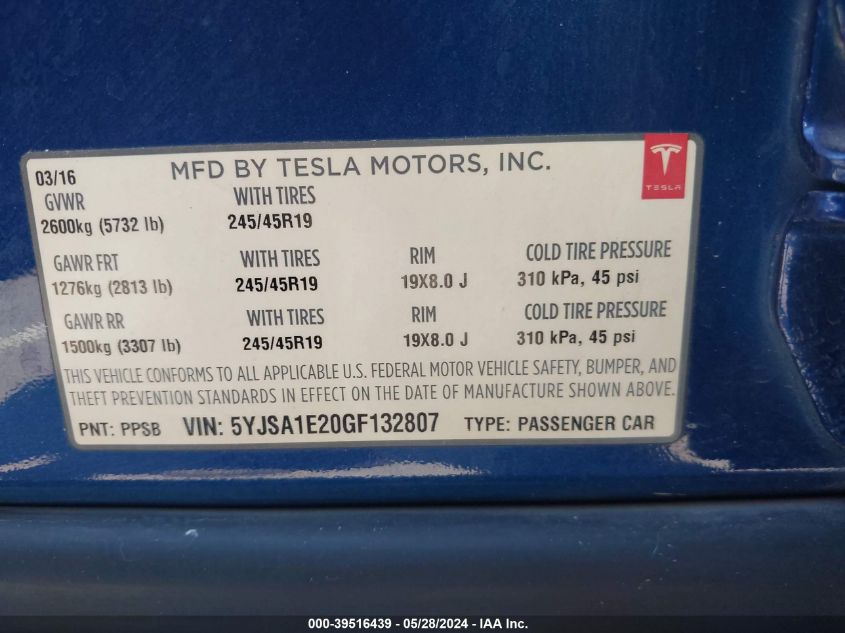 03/16 MFD BY TESLA MOTORS, INC.
TESLA
GVWR WITH TIRES
2600kg (5732 lb) 245/45R19
GAWR FRT WITH TIRES RIM COLD TIRE PRESSURE
1276kg (2813 lb) 245/45R19 19X8.0 J 310 kPa, 45 psi
GAWR RR WITH TIRES RIM COLD TIRE PRESSURE
1500kg (3307 lb) 245/45R19 19X8.0 J 310 kPa, 45 psi
THIS VEHICLE CONFORMS TO ALL APPLICABLE U.S. FEDERAL MOTOR VEHICLE SAFETY, BUMPER, AND
THEFT PREVENTION STANDARDS IN EFFECT ON THE DATE OF MANUFACTURE SHOWN ABOVE.
PNT: PPSB VIN: 5YJSA1E20GF132807 TYPE: PASSENGER CAR
000-39516439 - 05/28/2024 - IAA Inc.